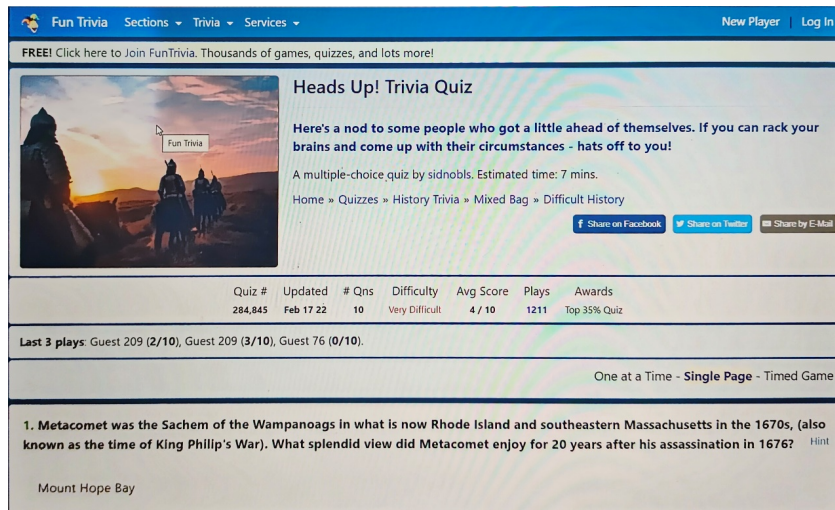 Fun Trivia Sections Trivia Services New Player | Log In
FREE! Click here to Join FunTrivia. Thousands of games, quizzes, and lots more!
Fun Trivia
Heads Up! Trivia Quiz
Here's a nod to some people who got a little ahead of themselves. If you can rack your
brains and come up with their circumstances - hats off to you!
A multiple-choice quiz by sidnobls. Estimated time: 7 mins.
Home » Quizzes » History Trivia » Mixed Bag » Difficult History
Share on Facebook Share on Twitter Share by E-Mail
Quiz # Updated # Qns Difficulty Avg Score Plays Awards
284,845 Feb 17 22 10 Very Difficult 4 / 10 1211 Top 35% Quiz
Last 3 plays: Guest 209 (2/10), Guest 209 (3/10), Guest 76 (0/10).
One at a Time - Single Page - Timed Game
1. Metacomet was the Sachem of the Wampanoags in what is now Rhode Island and southeastern Massachusetts in the 1670s, (also
known as the time of King Philip's War). What splendid view did Metacomet enjoy for 20 years after his assassination in 1676? Hint
Mount Hope Bay